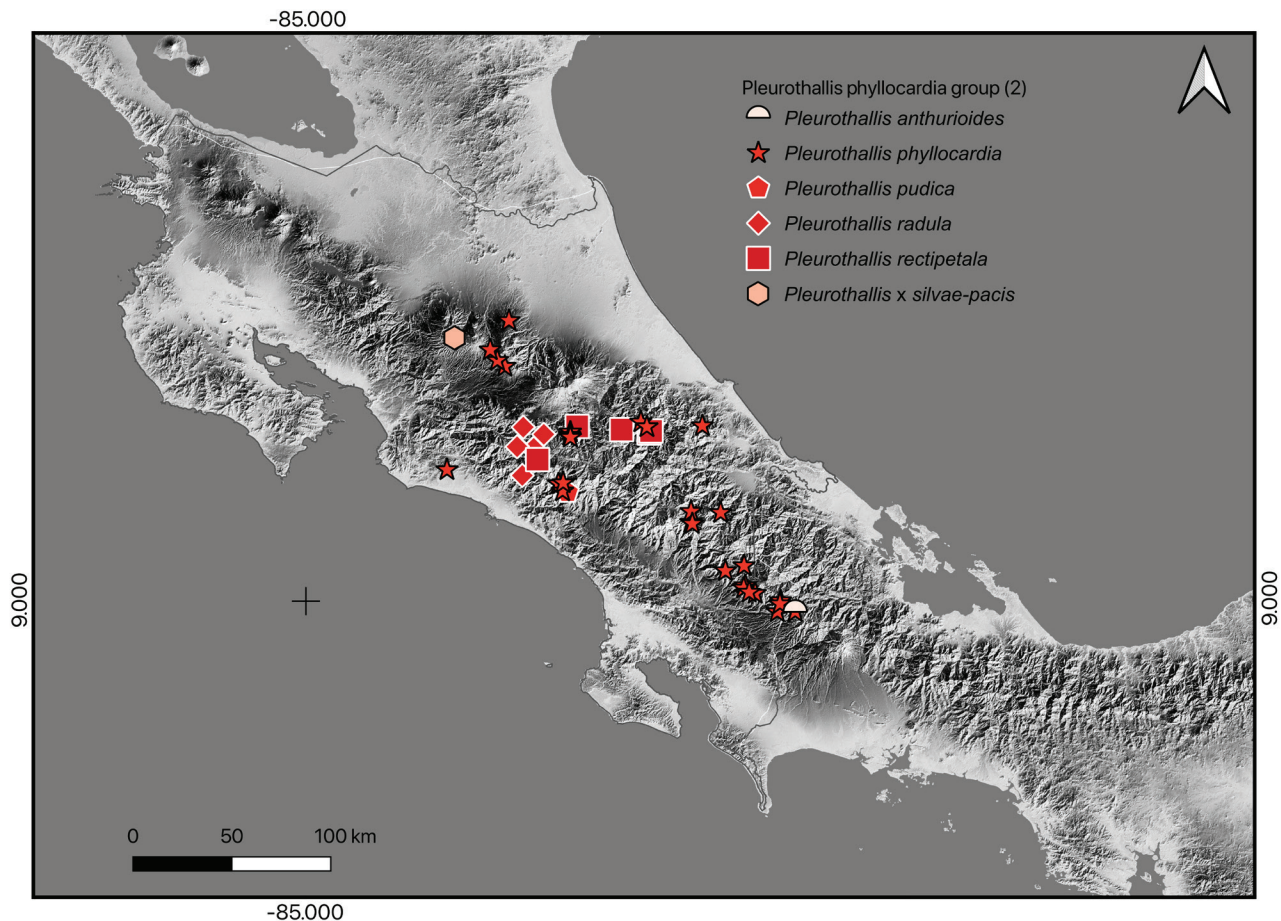 -85.000
Pleurothallis phyllocardia group (2)
Pleurothallis anthurioides
Pleurothallis phyllocardia
Pleurothallis pudica
Pleurothallis radula
Pleurothallis rectipetala
Pleurothallis x silvae-pacis
9.000
9.000
0 50 100 km
-85.000